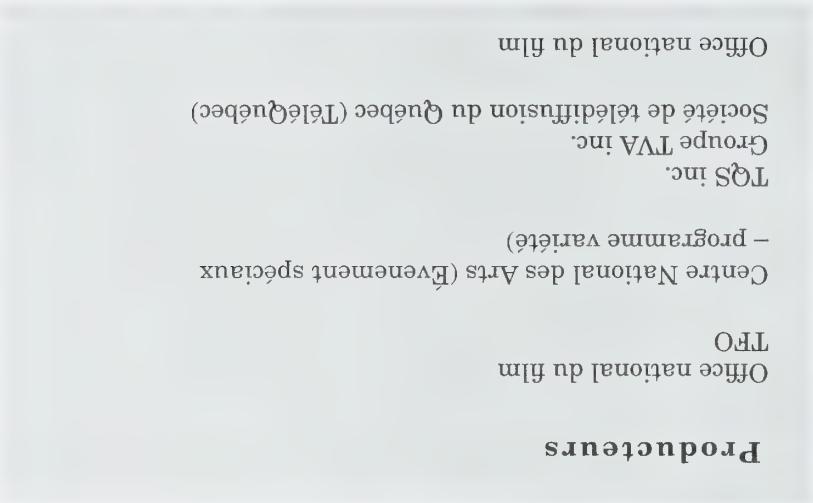 Producteurs
Office national du film
TFO
Centre National des Arts (Évenement spéciaux
– programme variété)
TQS inc.
Groupe TVA inc.
Société de télédiffusion du Québec (TéléQuébec)
Office national du film